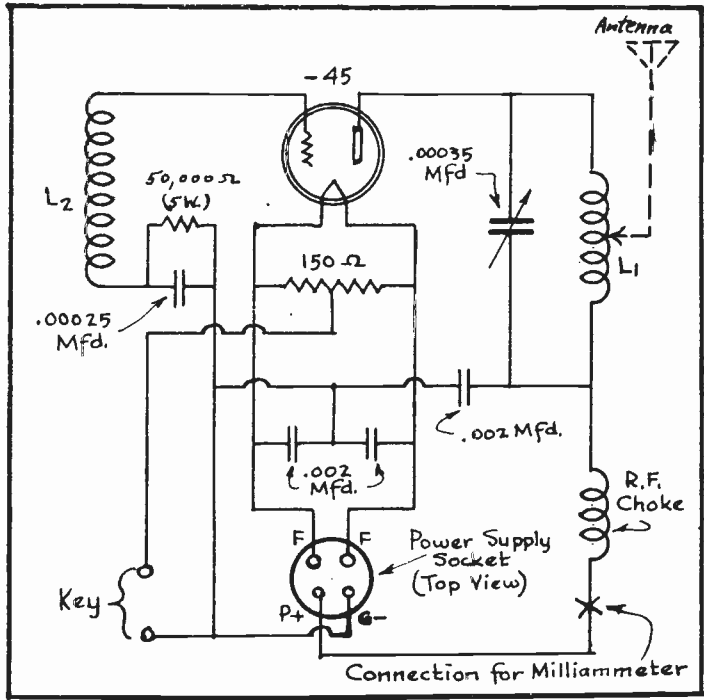 Antenna
-45
.00035
Mfd
50,000 Ω
(5W.)
L2
L1
150 Ω
.00025
Mfd.
.002 Mfd.
.002
Mfd.
R.F.
Choke
F
F
Power Supply
Socket
(Top View)
Key
P+
G-
Connection for Milliammeter